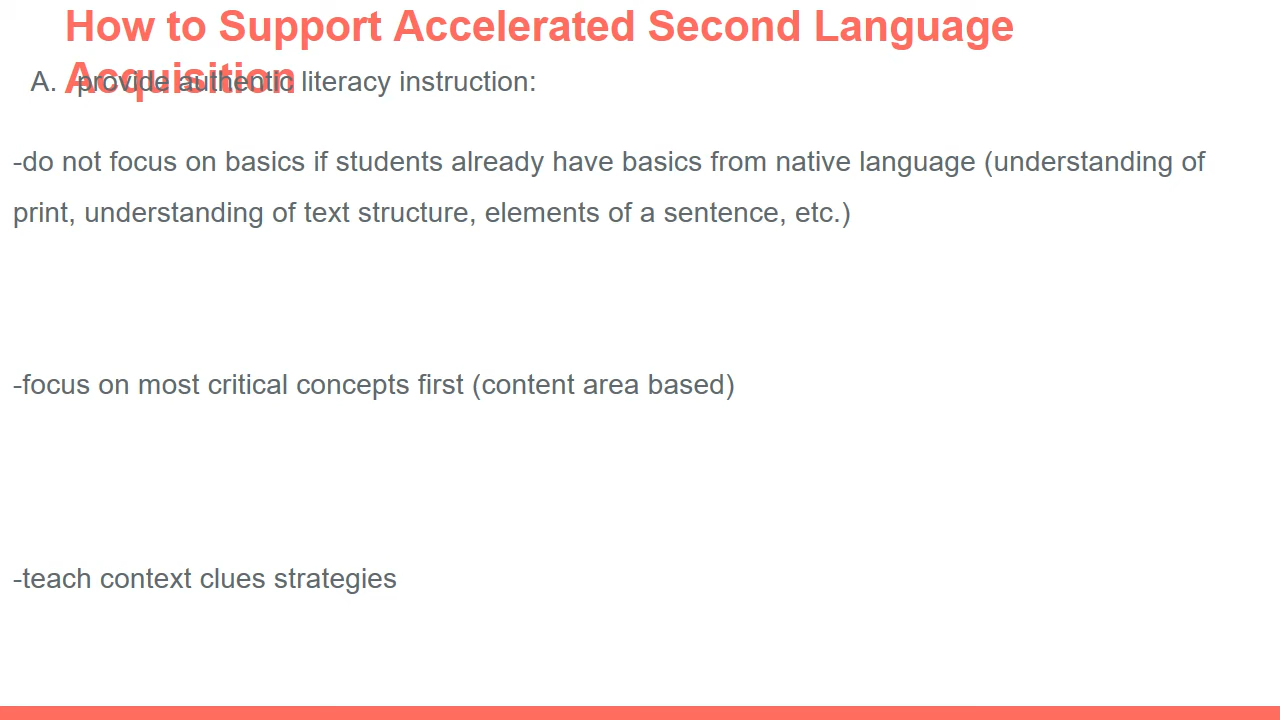 How to Support Accelerated Second Language
Acquisition
A. provide authentic literacy instruction:
-do not focus on basics if students already have basics from native language (understanding of
print, understanding of text structure, elements of a sentence, etc.)
-focus on most critical concepts first (content area based)
-teach context clues strategies